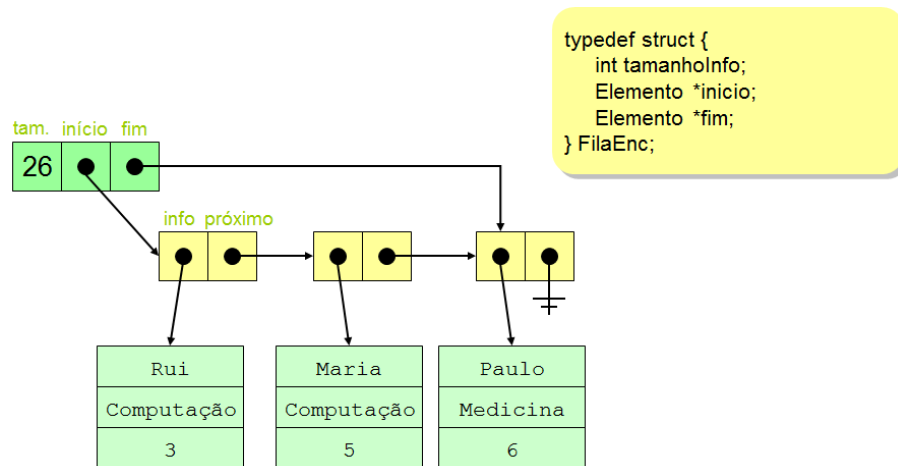 typedef struct {
int tamanhoInfo;
Elemento *inicio;
Elemento *fim;
} FilaEnc;
tam. início fim
26
info próximo
Rui
Computação
3
Maria
Computação
5
Paulo
Medicina
6